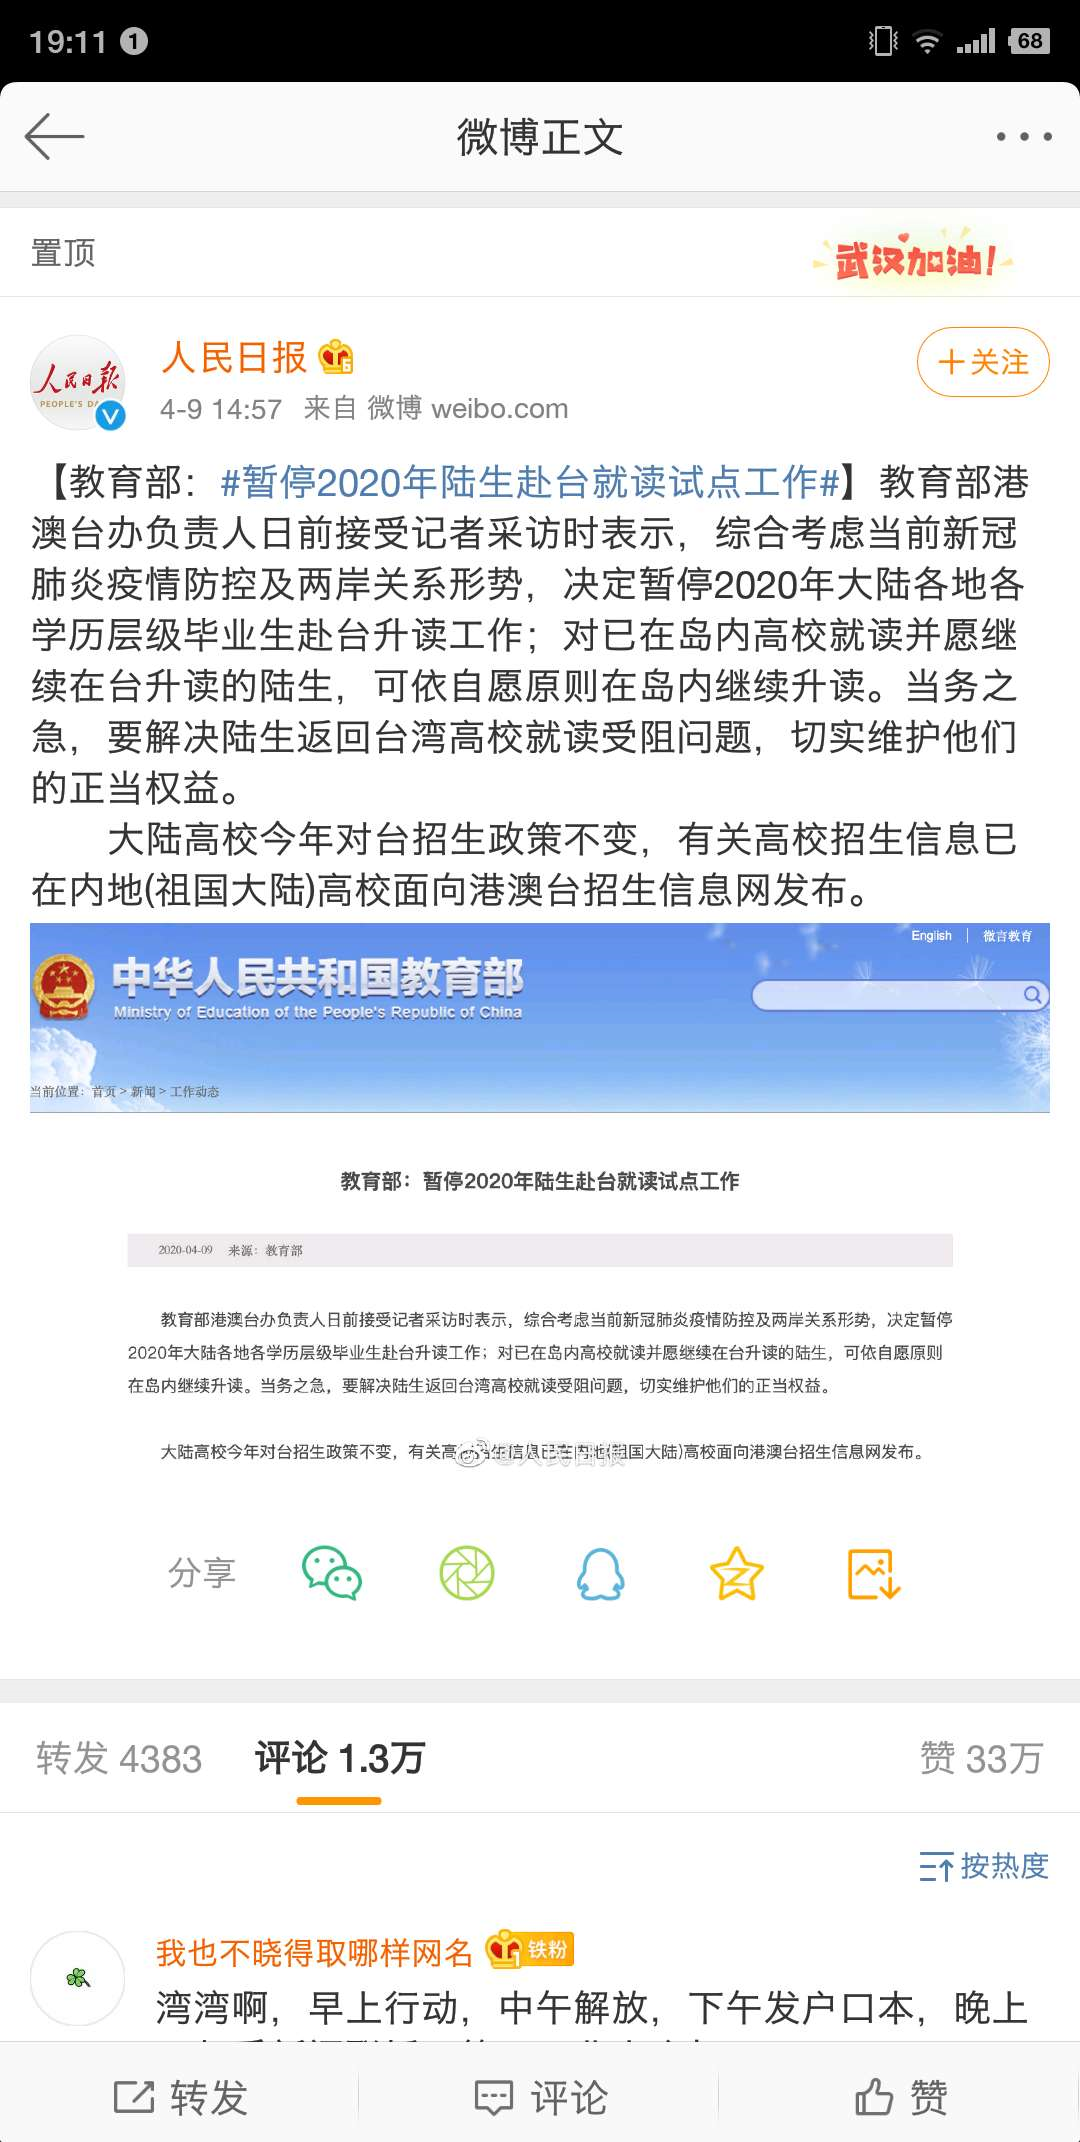 19:11 1 68
微博正文
置顶 武汉加油!
人民日报 6
人民日报
PEOPLE'S DA
V
+关注
4-9 14:57 来自 微博 weibo.com
【教育部：#暂停2020年陆生赴台就读试点工作#】教育部港
澳台办负责人日前接受记者采访时表示，综合考虑当前新冠
肺炎疫情防控及两岸关系形势，决定暂停2020年大陆各地各
学历层级毕业生赴台升读工作；对已在岛内高校就读并愿继
续在台升读的陆生，可依自愿原则在岛内继续升读。当务之
急，要解决陆生返回台湾高校就读受阻问题，切实维护他们
的正当权益。
大陆高校今年对台招生政策不变，有关高校招生信息已
在内地(祖国大陆)高校面向港澳台招生信息网发布。
English | 微言教育
中华人民共和国教育部
Ministry of Education of the People's Republic of China
当前位置：首页 > 新闻 > 工作动态
教育部：暂停2020年陆生赴台就读试点工作
2020-04-09 来源：教育部
教育部港澳台办负责人日前接受记者采访时表示，综合考虑当前新冠肺炎疫情防控及两岸关系形势，决定暂停
2020年大陆各地各学历层级毕业生赴台升读工作；对已在岛内高校就读并愿继续在台升读的陆生，可依自愿原则
在岛内继续升读。当务之急，要解决陆生返回台湾高校就读受阻问题，切实维护他们的正当权益。
大陆高校今年对台招生政策不变，有关高校招生信息已在内地(祖国大陆)高校面向港澳台招生信息网发布。
@人民日报
分享
转发 4383 评论 1.3万 赞 33万
按热度
我也不晓得取哪样网名 1 铁粉
湾湾啊，早上行动，中午解放，下午发户口本，晚上
转发 评论 赞